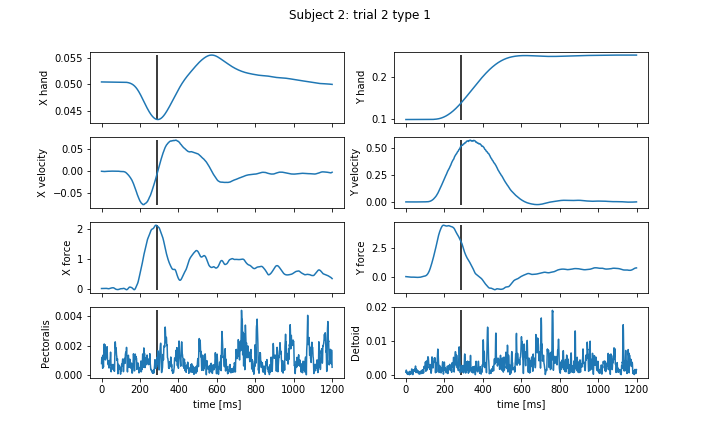 Subject 2: trial 2 type 1
X hand
0.055
0.050
0.045
Y hand
0.2
0.1
X velocity
0.05
0.00
−0.05
Y velocity
0.50
0.25
0.00
X force
2
1
0
Y force
2.5
0.0
Pectoralis
0.004
0.002
0.000
0 200 400 600 800 1000 1200
time [ms]
Deltoid
0.02
0.01
0.00
0 200 400 600 800 1000 1200
time [ms]